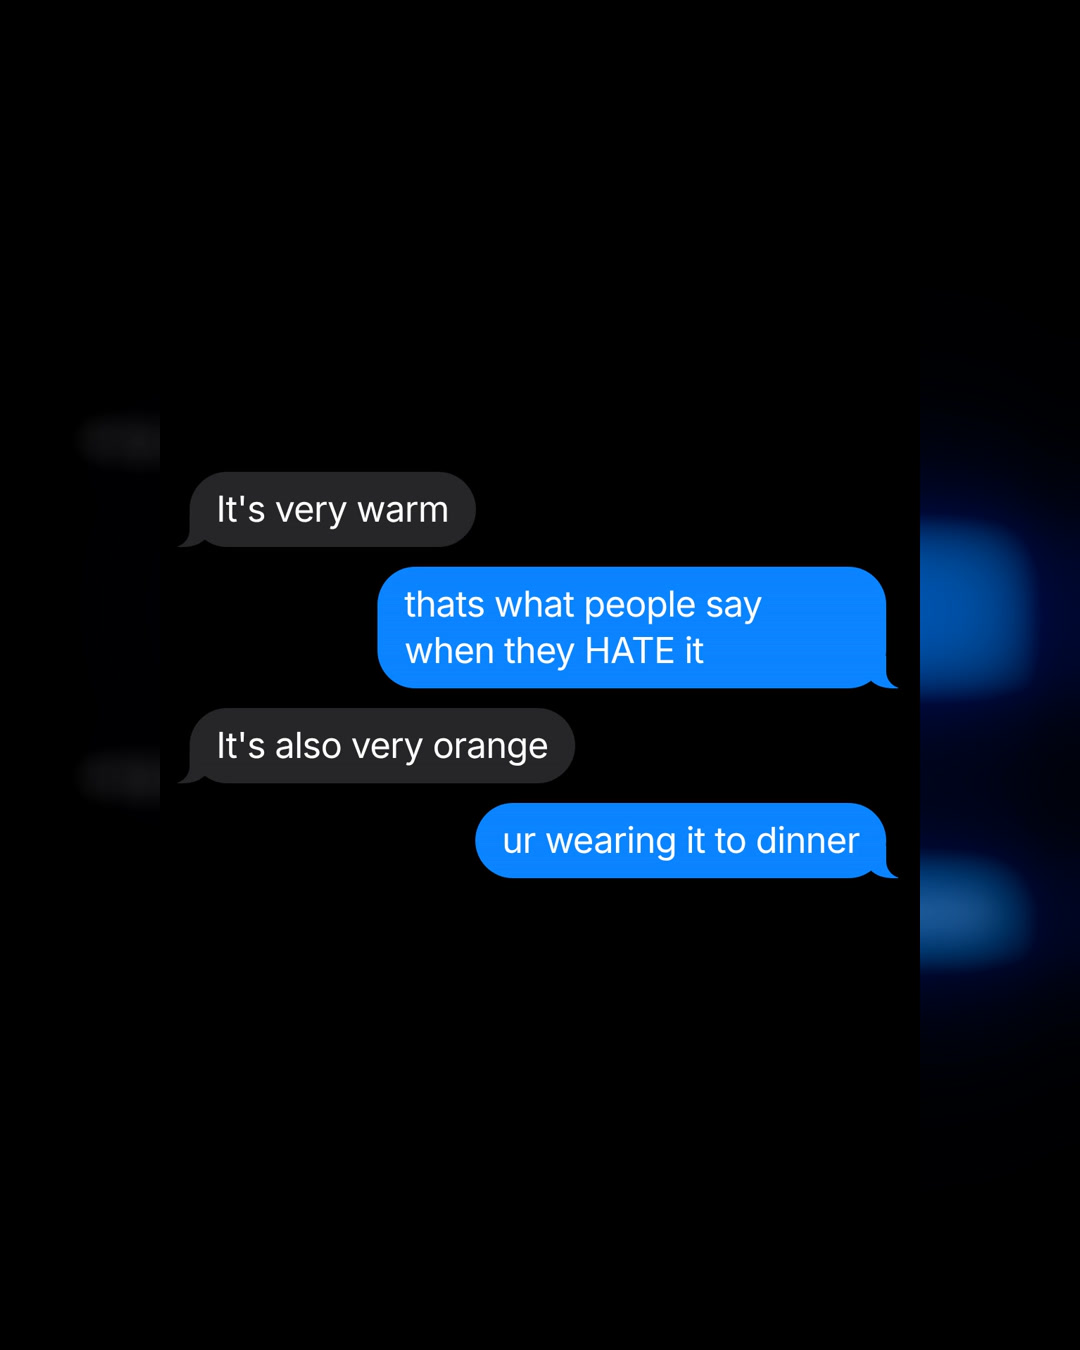 It's very warm
thats what people say
when they HATE it
It's also very orange
ur wearing it to dinner